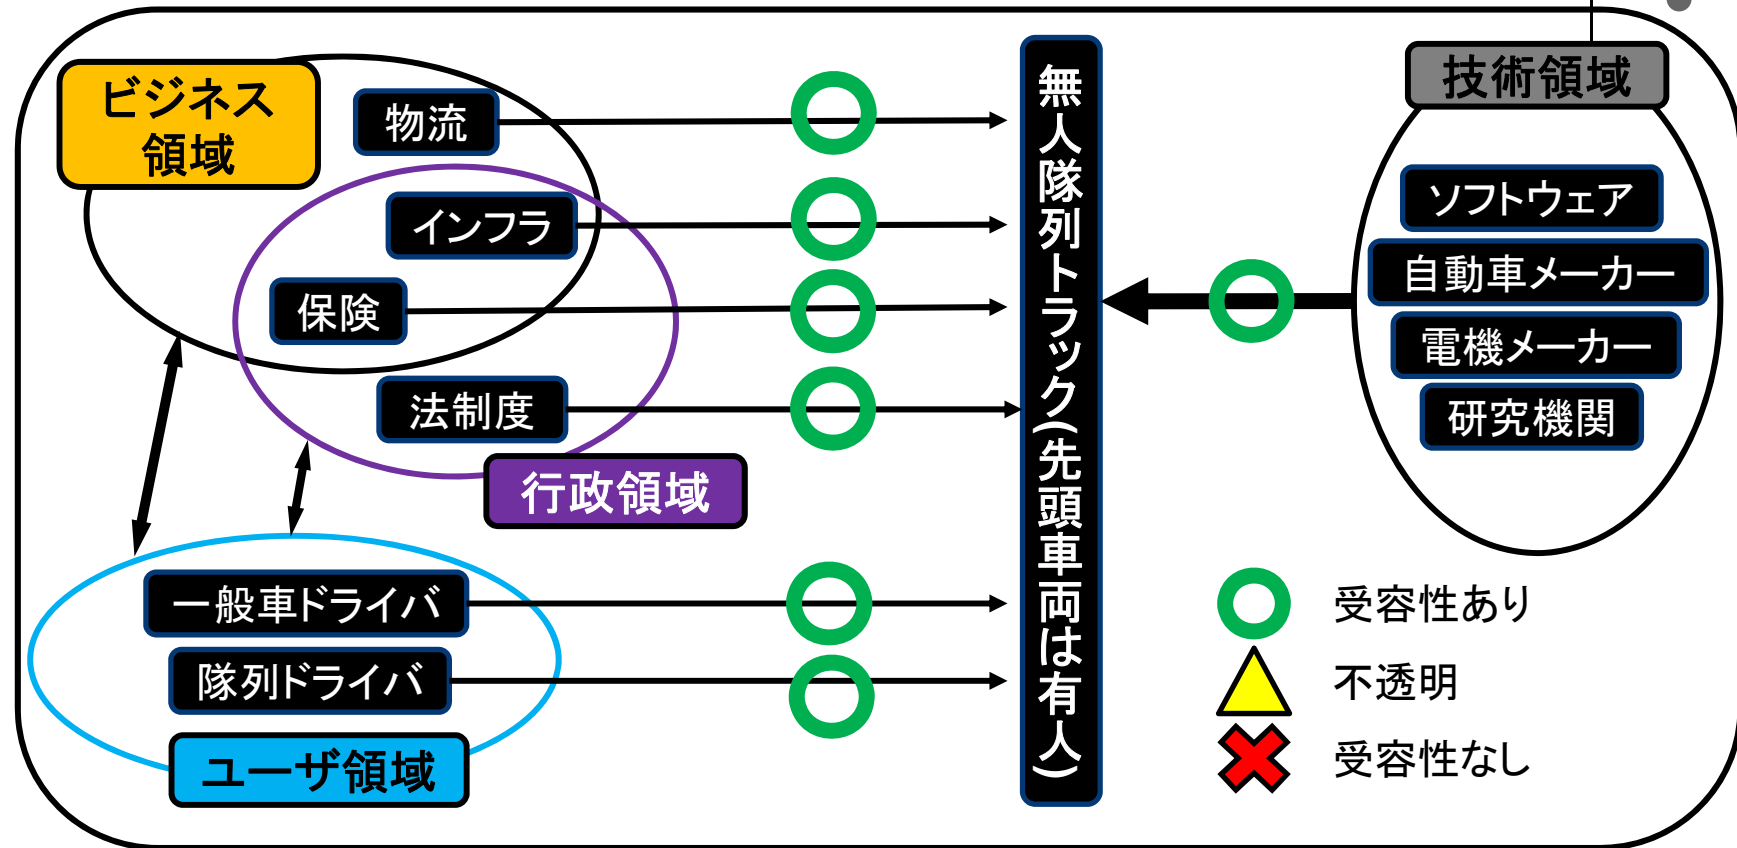 ビジネス
領域
物流
インフラ
保険
法制度
行政領域
一般車ドライバ
隊列ドライバ
ユーザ領域
無人隊列トラック(先頭車両は有人)
技術領域
ソフトウェア
自動車メーカー
電機メーカー
研究機関
受容性あり
不透明
受容性なし